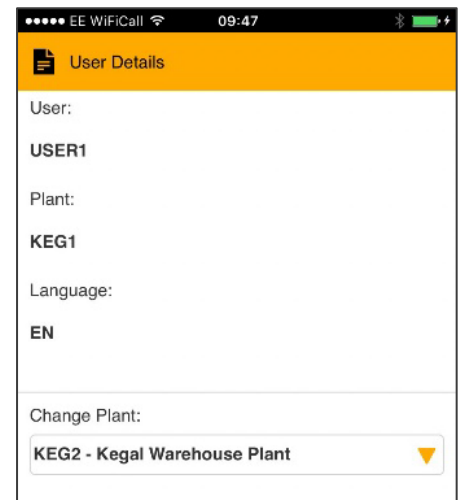 EE WiFiCall 09:47
User Details
User:
USER1
Plant:
KEG1
Language:
EN
Change Plant:
KEG2 - Kegal Warehouse Plant